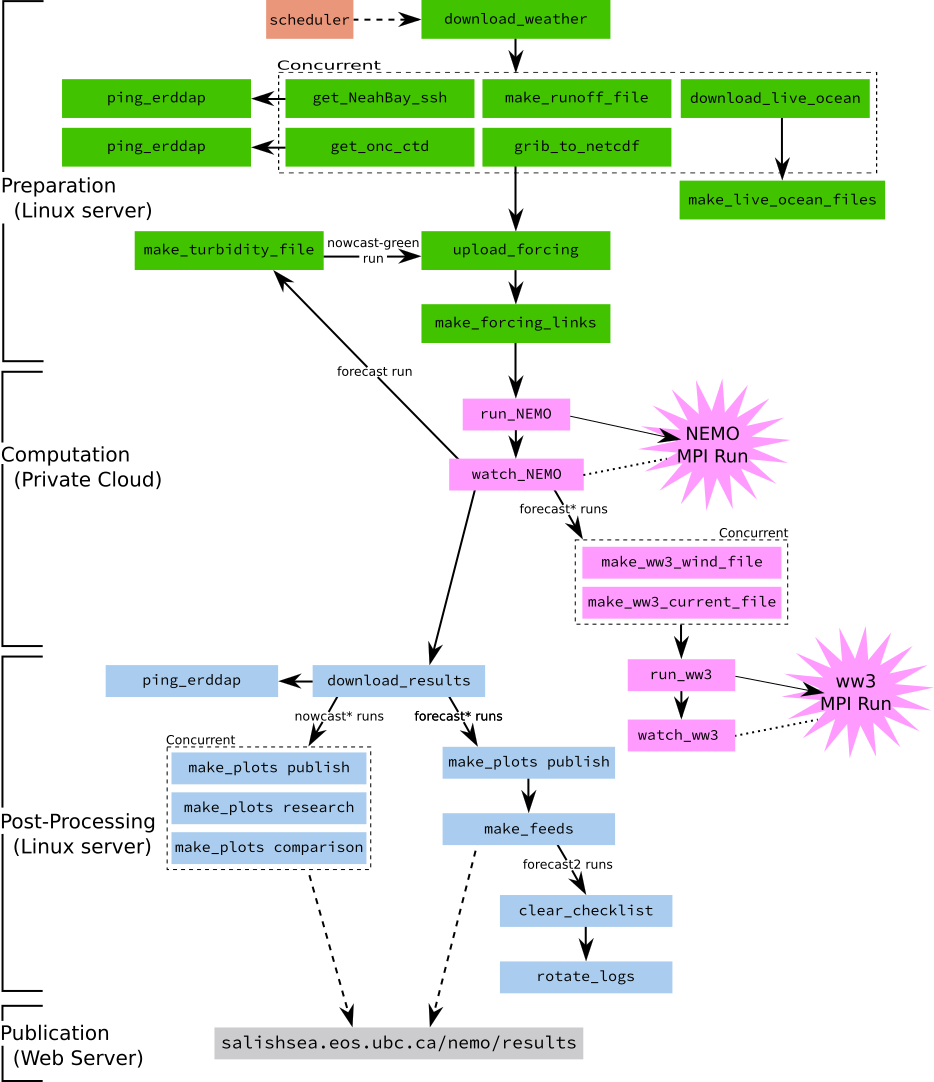 scheduler
download_weather
Concurrent
ping_erddap
get_NeahBay_ssh
make_runoff_file
download_live_ocean
ping_erddap
get_onc_ctd
grib_to_netcdf
Preparation
(Linux server)
make_live_ocean_files
make_turbidity_file
nowcast-green
run
upload_forcing
make_forcing_links
forecast run
Computation
(Private Cloud)
run_NEMO
NEMO
MPI Run
watch_NEMO
forecast* runs
Concurrent
make_ww3_wind_file
make_ww3_current_file
run_ww3
ww3
MPI Run
watch_ww3
ping_erddap
download_results
nowcast* runs
forecast* runs
Concurrent
make_plots publish
make_plots research
make_plots comparison
make_plots publish
Post-Processing
(Linux server)
make_feeds
forecast2 runs
clear_checklist
rotate_logs
Publication
(Web Server)
salishsea.eos.ubc.ca/nemo/results